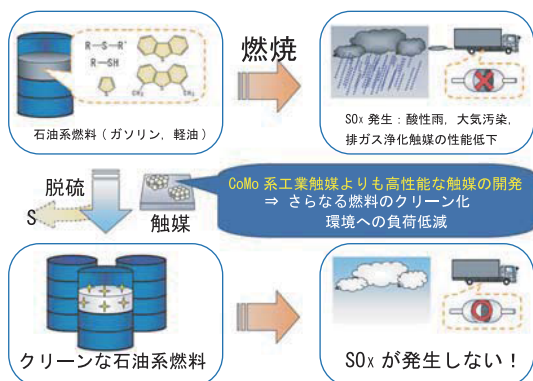 R-S-R'
R-SH
S
S
S
CH₃
CH₃
石油系燃料(ガソリン, 軽油)
燃焼
SOx 発生：酸性雨, 大気汚染,
排ガス浄化触媒の性能低下
脱硫
S
触媒
CoMo 系工業触媒よりも高性能な触媒の開発
⇒ さらなる燃料のクリーン化
環境への負荷低減
クリーンな石油系燃料
SOx が発生しない！